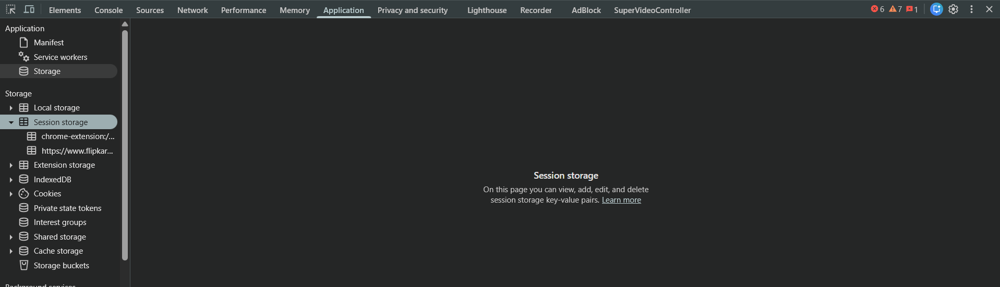 Elements Console Sources Network Performance Memory Application Privacy and security Lighthouse Recorder AdBlock SuperVideoController 6 7 1
Application
Manifest
Service workers
Storage
Storage
Local storage
Session storage
chrome-extension:/...
https://www.flipkar...
Extension storage
IndexedDB
Cookies
Private state tokens
Interest groups
Shared storage
Cache storage
Storage buckets
Background services
Session storage
On this page you can view, add, edit, and delete
session storage key-value pairs. Learn more